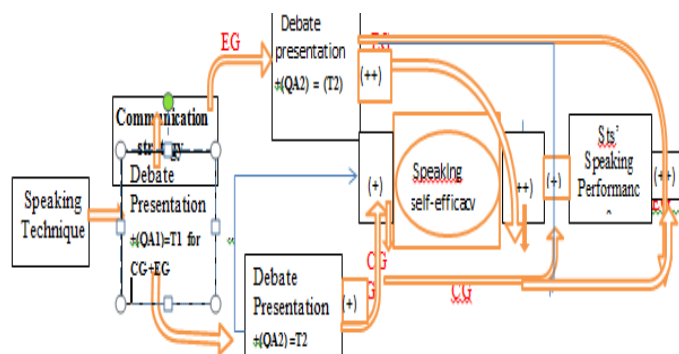 Debate
presentation
±(QA2) = (T2)
(++)
EG
Communication
strategy
Debate
Presentation
±(QA1)=T1 for
CG+EG
Speaking
Technique
(+)
Speaking
self-efficacy
(++)
(+)
Sts'
Speaking
Performanc
(++)
CG
CG
Debate
Presentation
±(QA2) =T2
(+)